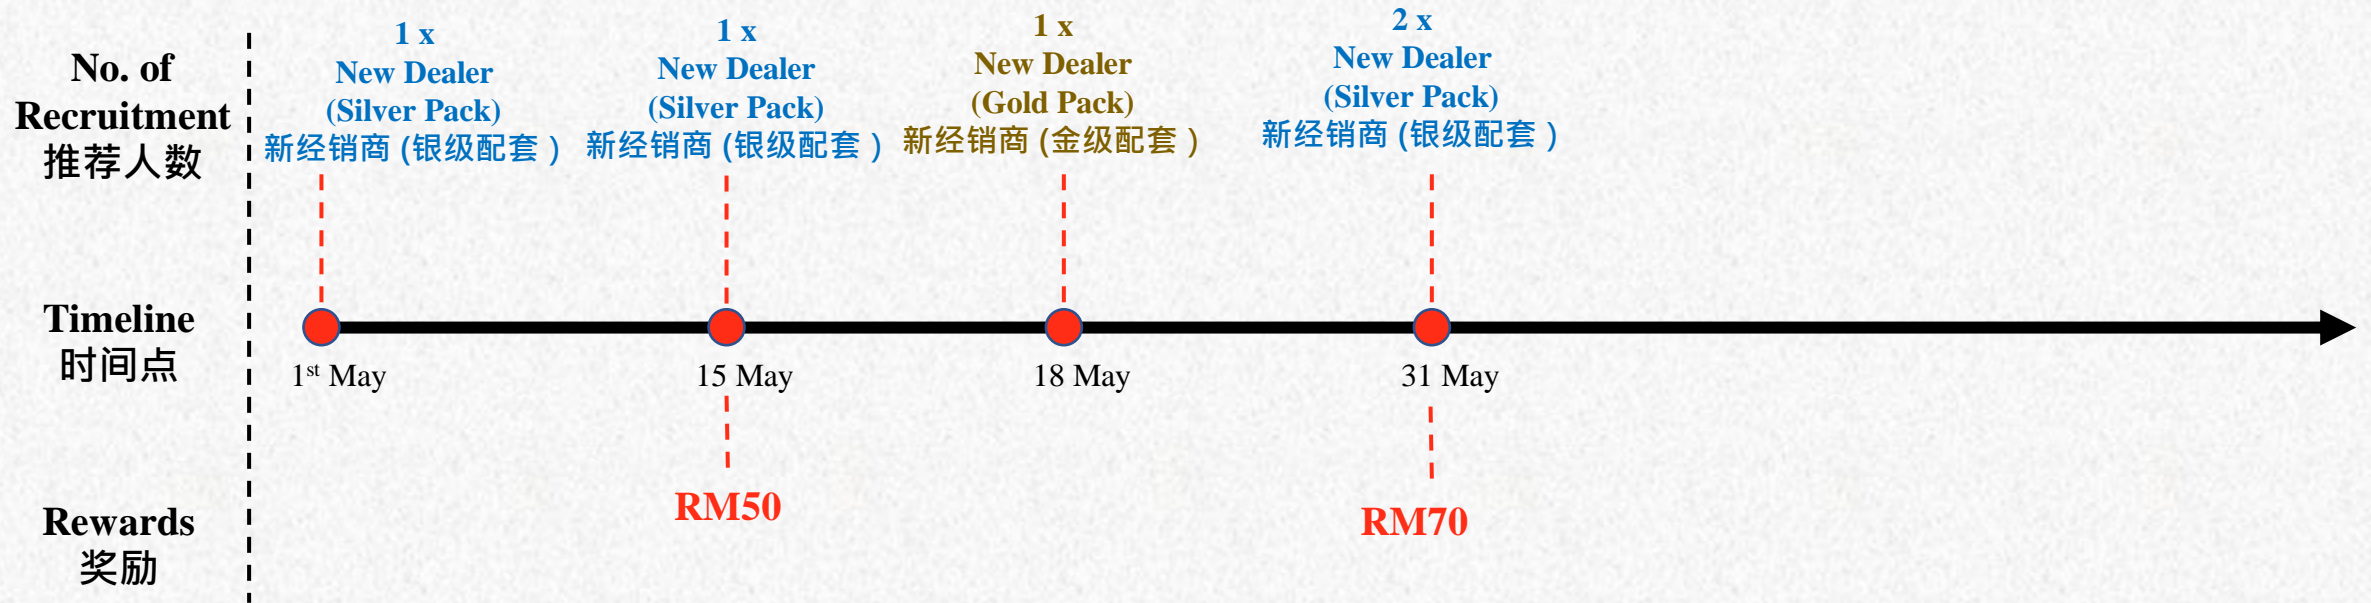 No. of
Recruitment
推荐人数
1 x
New Dealer
(Silver Pack)
新经销商 (银级配套 )
1 x
New Dealer
(Silver Pack)
新经销商 (银级配套 )
1 x
New Dealer
(Gold Pack)
新经销商 (金级配套 )
2 x
New Dealer
(Silver Pack)
新经销商 (银级配套 )
Timeline
时间点
1st May
15 May
18 May
31 May
Rewards
奖励
RM50
RM70